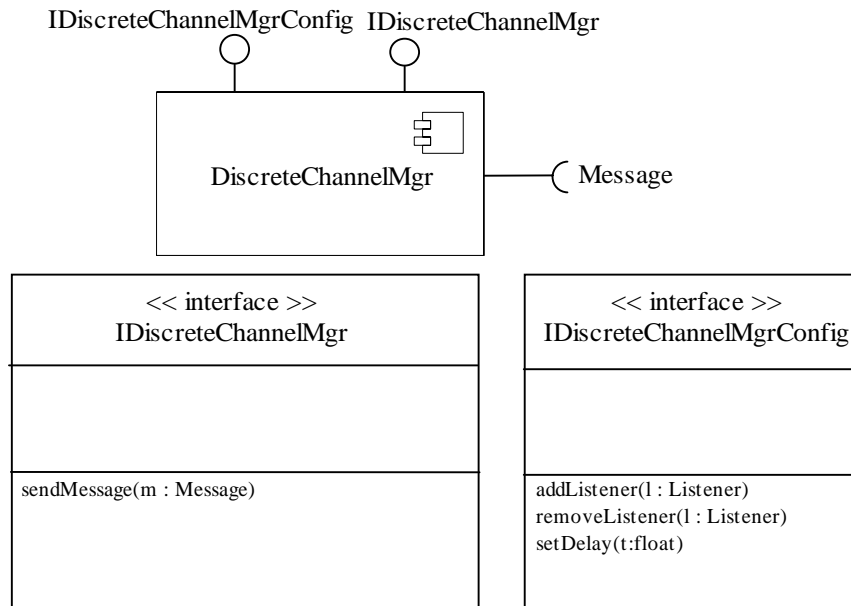 IDiscreteChannelMgrConfig
IDiscreteChannelMgr
DiscreteChannelMgr
Message
<< interface >>
IDiscreteChannelMgr
sendMessage(m : Message)
<< interface >>
IDiscreteChannelMgrConfig
addListener(l : Listener)
removeListener(l : Listener)
setDelay(t:float)